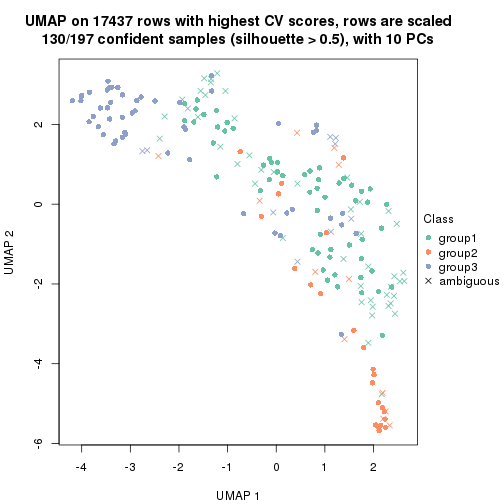 UMAP on 17437 rows with highest CV scores, rows are scaled
130/197 confident samples (silhouette > 0.5), with 10 PCs
2
0
-2
-4
-6
UMAP 2
-4 -3 -2 -1 0 1 2
UMAP 1
Class
group1
group2
group3
ambiguous